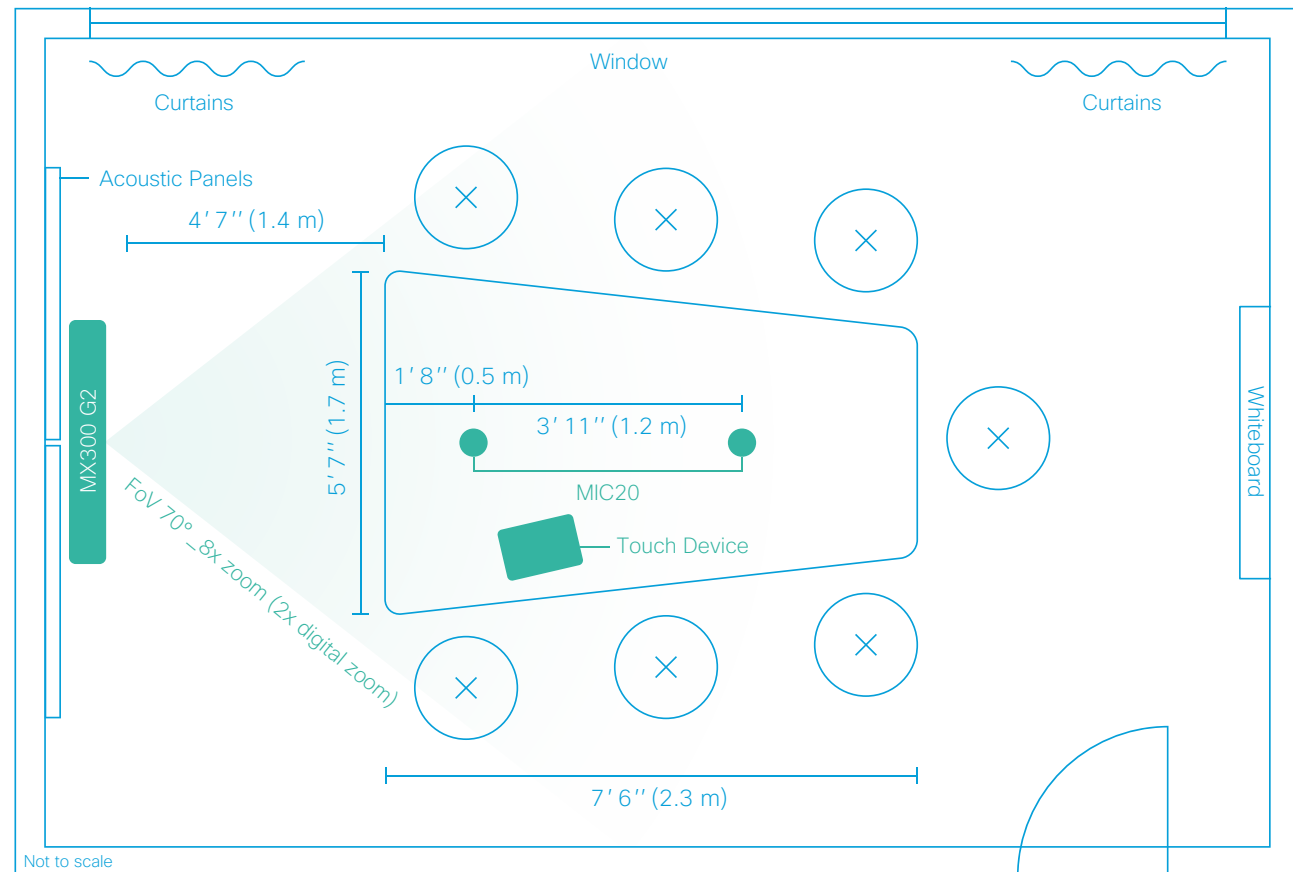 Window
Curtains
Curtains
Acoustic Panels
4' 7'' (1.4 m)
1' 8'' (0.5 m)
3' 11'' (1.2 m)
5' 7'' (1.7 m)
MX300 G2
Whiteboard
MIC20
FoV 70°_8x zoom (2x digital zoom)
Touch Device
7' 6'' (2.3 m)
Not to scale